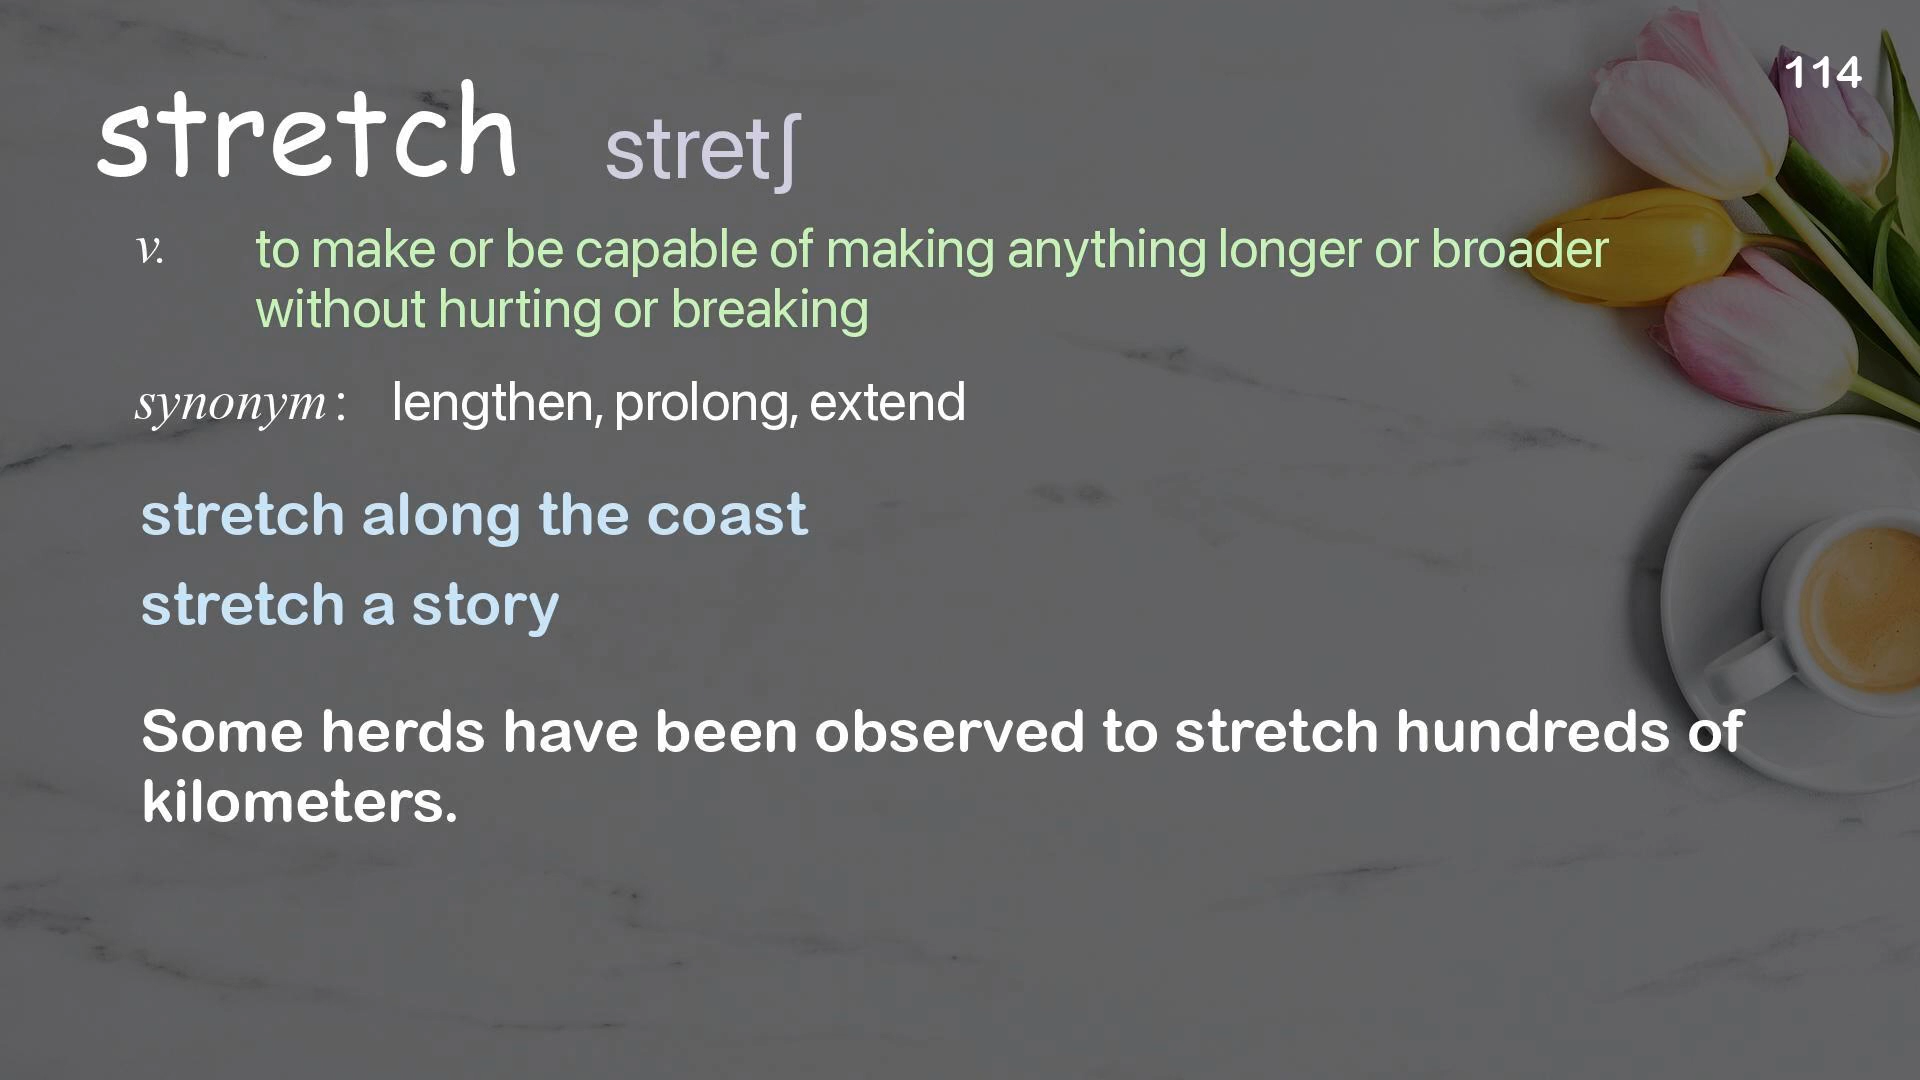 114
stretch stretʃ
v. to make or be capable of making anything longer or broader
without hurting or breaking
synonym: lengthen, prolong, extend
stretch along the coast
stretch a story
Some herds have been observed to stretch hundreds of
kilometers.